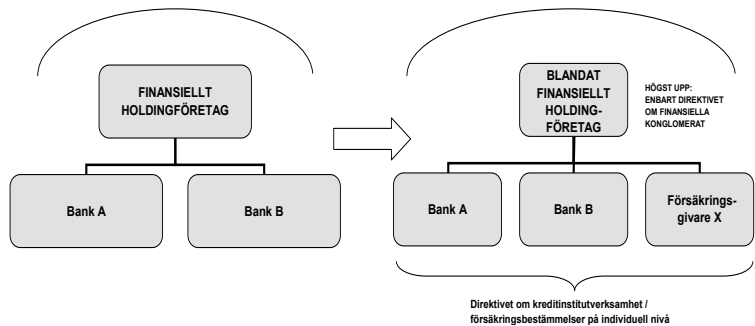 FINANSIELLT
HOLDINGFÖRETAG
Bank A
Bank B
BLANDAT
FINANSIELLT
HOLDING-
FÖRETAG
HÖGST UPP:
ENBART DIREKTIVET
OM FINANSIELLA
KONGLOMERAT
Bank A
Bank B
Försäkrings-
givare X
Direktivet om kreditinstitutverksamhet /
försäkringsbestämmelser på individuell nivå